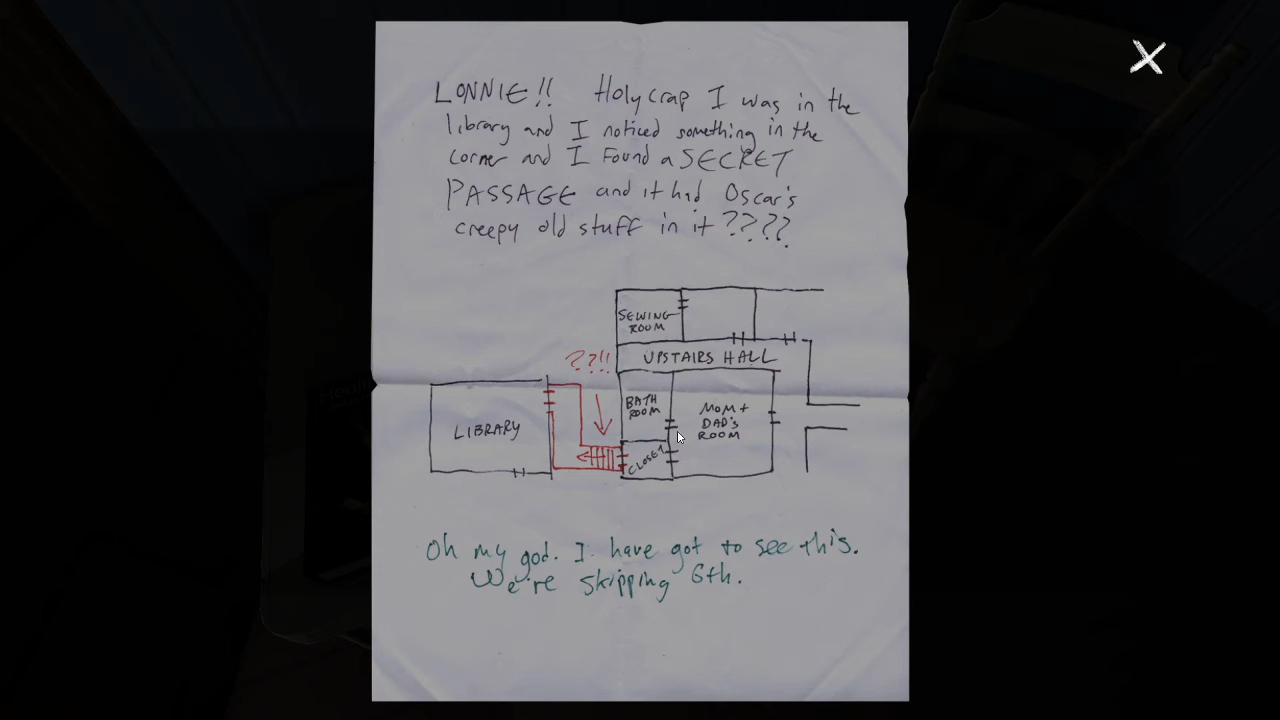 LONNIE!! Holy crap I was in the
library and I noticed something in the
corner and I found a SECRET
PASSAGE and it had Oscar's
creepy old stuff in it ????
SEWING
ROOM
UPSTAIRS HALL
??!!
BATH
ROOM
MOM +
DAD'S
ROOM
LIBRARY
CLOSET
Oh my god. I have got to see this.
We're skipping 6th.